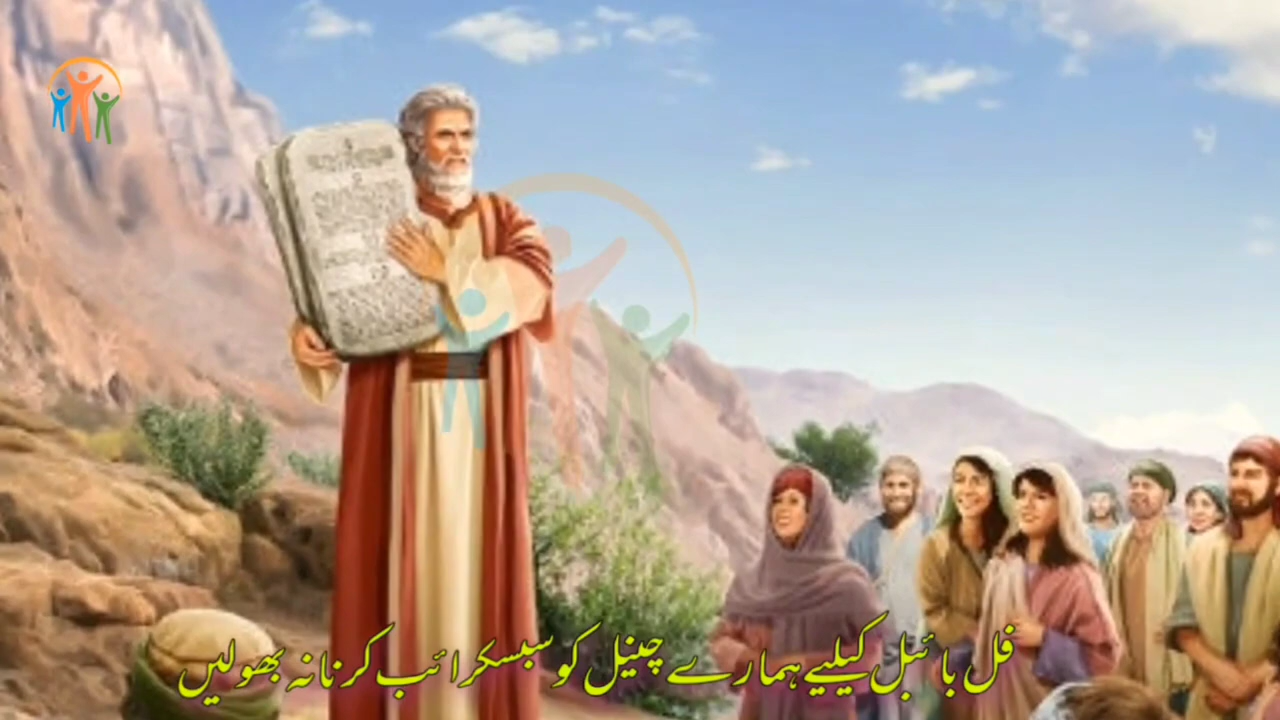 فل بائبل کیلیے ہمارے چینل کو سبسکرائب کرنا نہ بھولیں